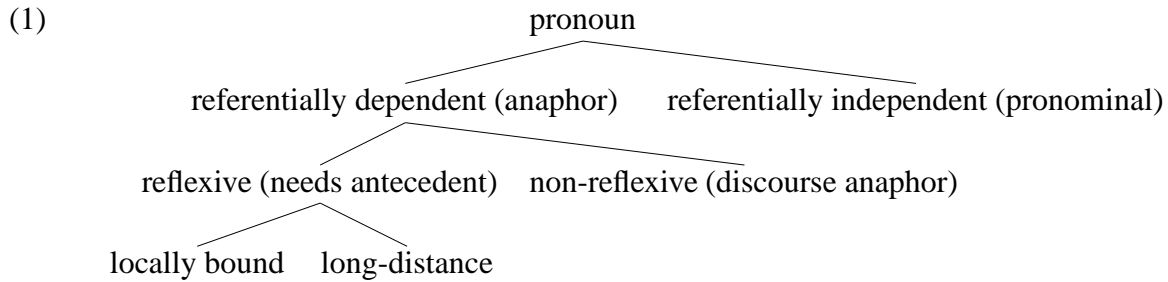 (1) pronoun
referentially dependent (anaphor) referentially independent (pronominal)
reflexive (needs antecedent) non-reflexive (discourse anaphor)
locally bound long-distance